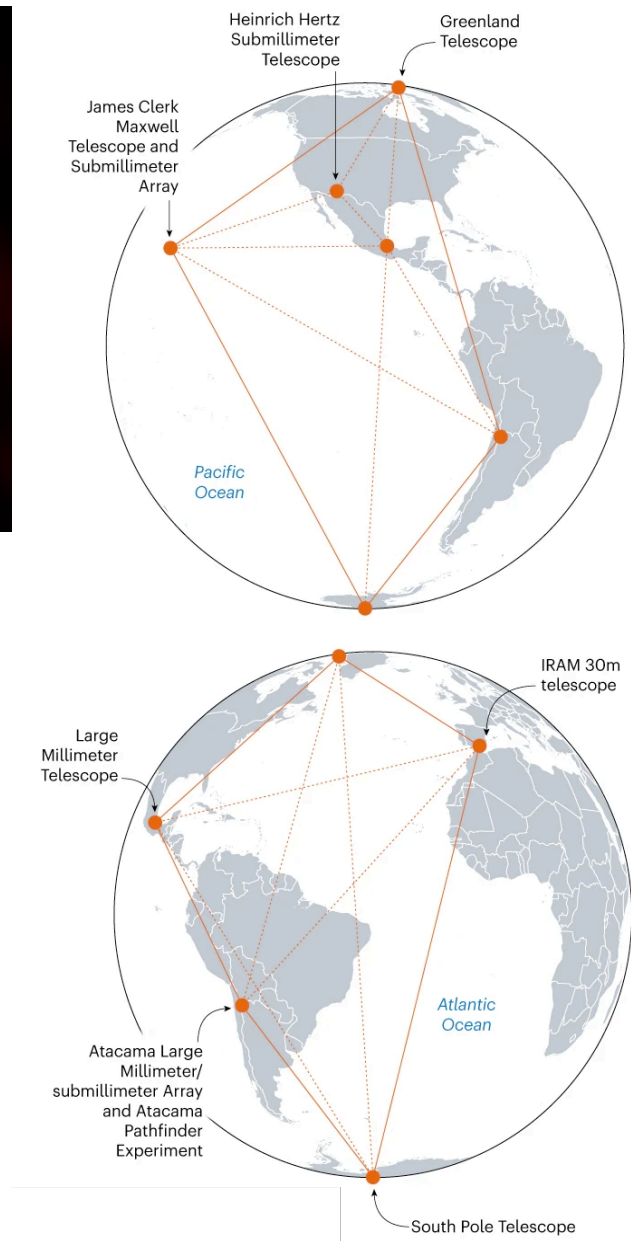 Heinrich Hertz
Submillimeter
Telescope
Greenland
Telescope
James Clerk
Maxwell
Telescope and
Submillimeter
Array
Pacific
Ocean
IRAM 30m
telescope
Large
Millimeter
Telescope
Atlantic
Ocean
Atacama Large
Millimeter/
submillimeter Array
and Atacama
Pathfinder
Experiment
South Pole Telescope